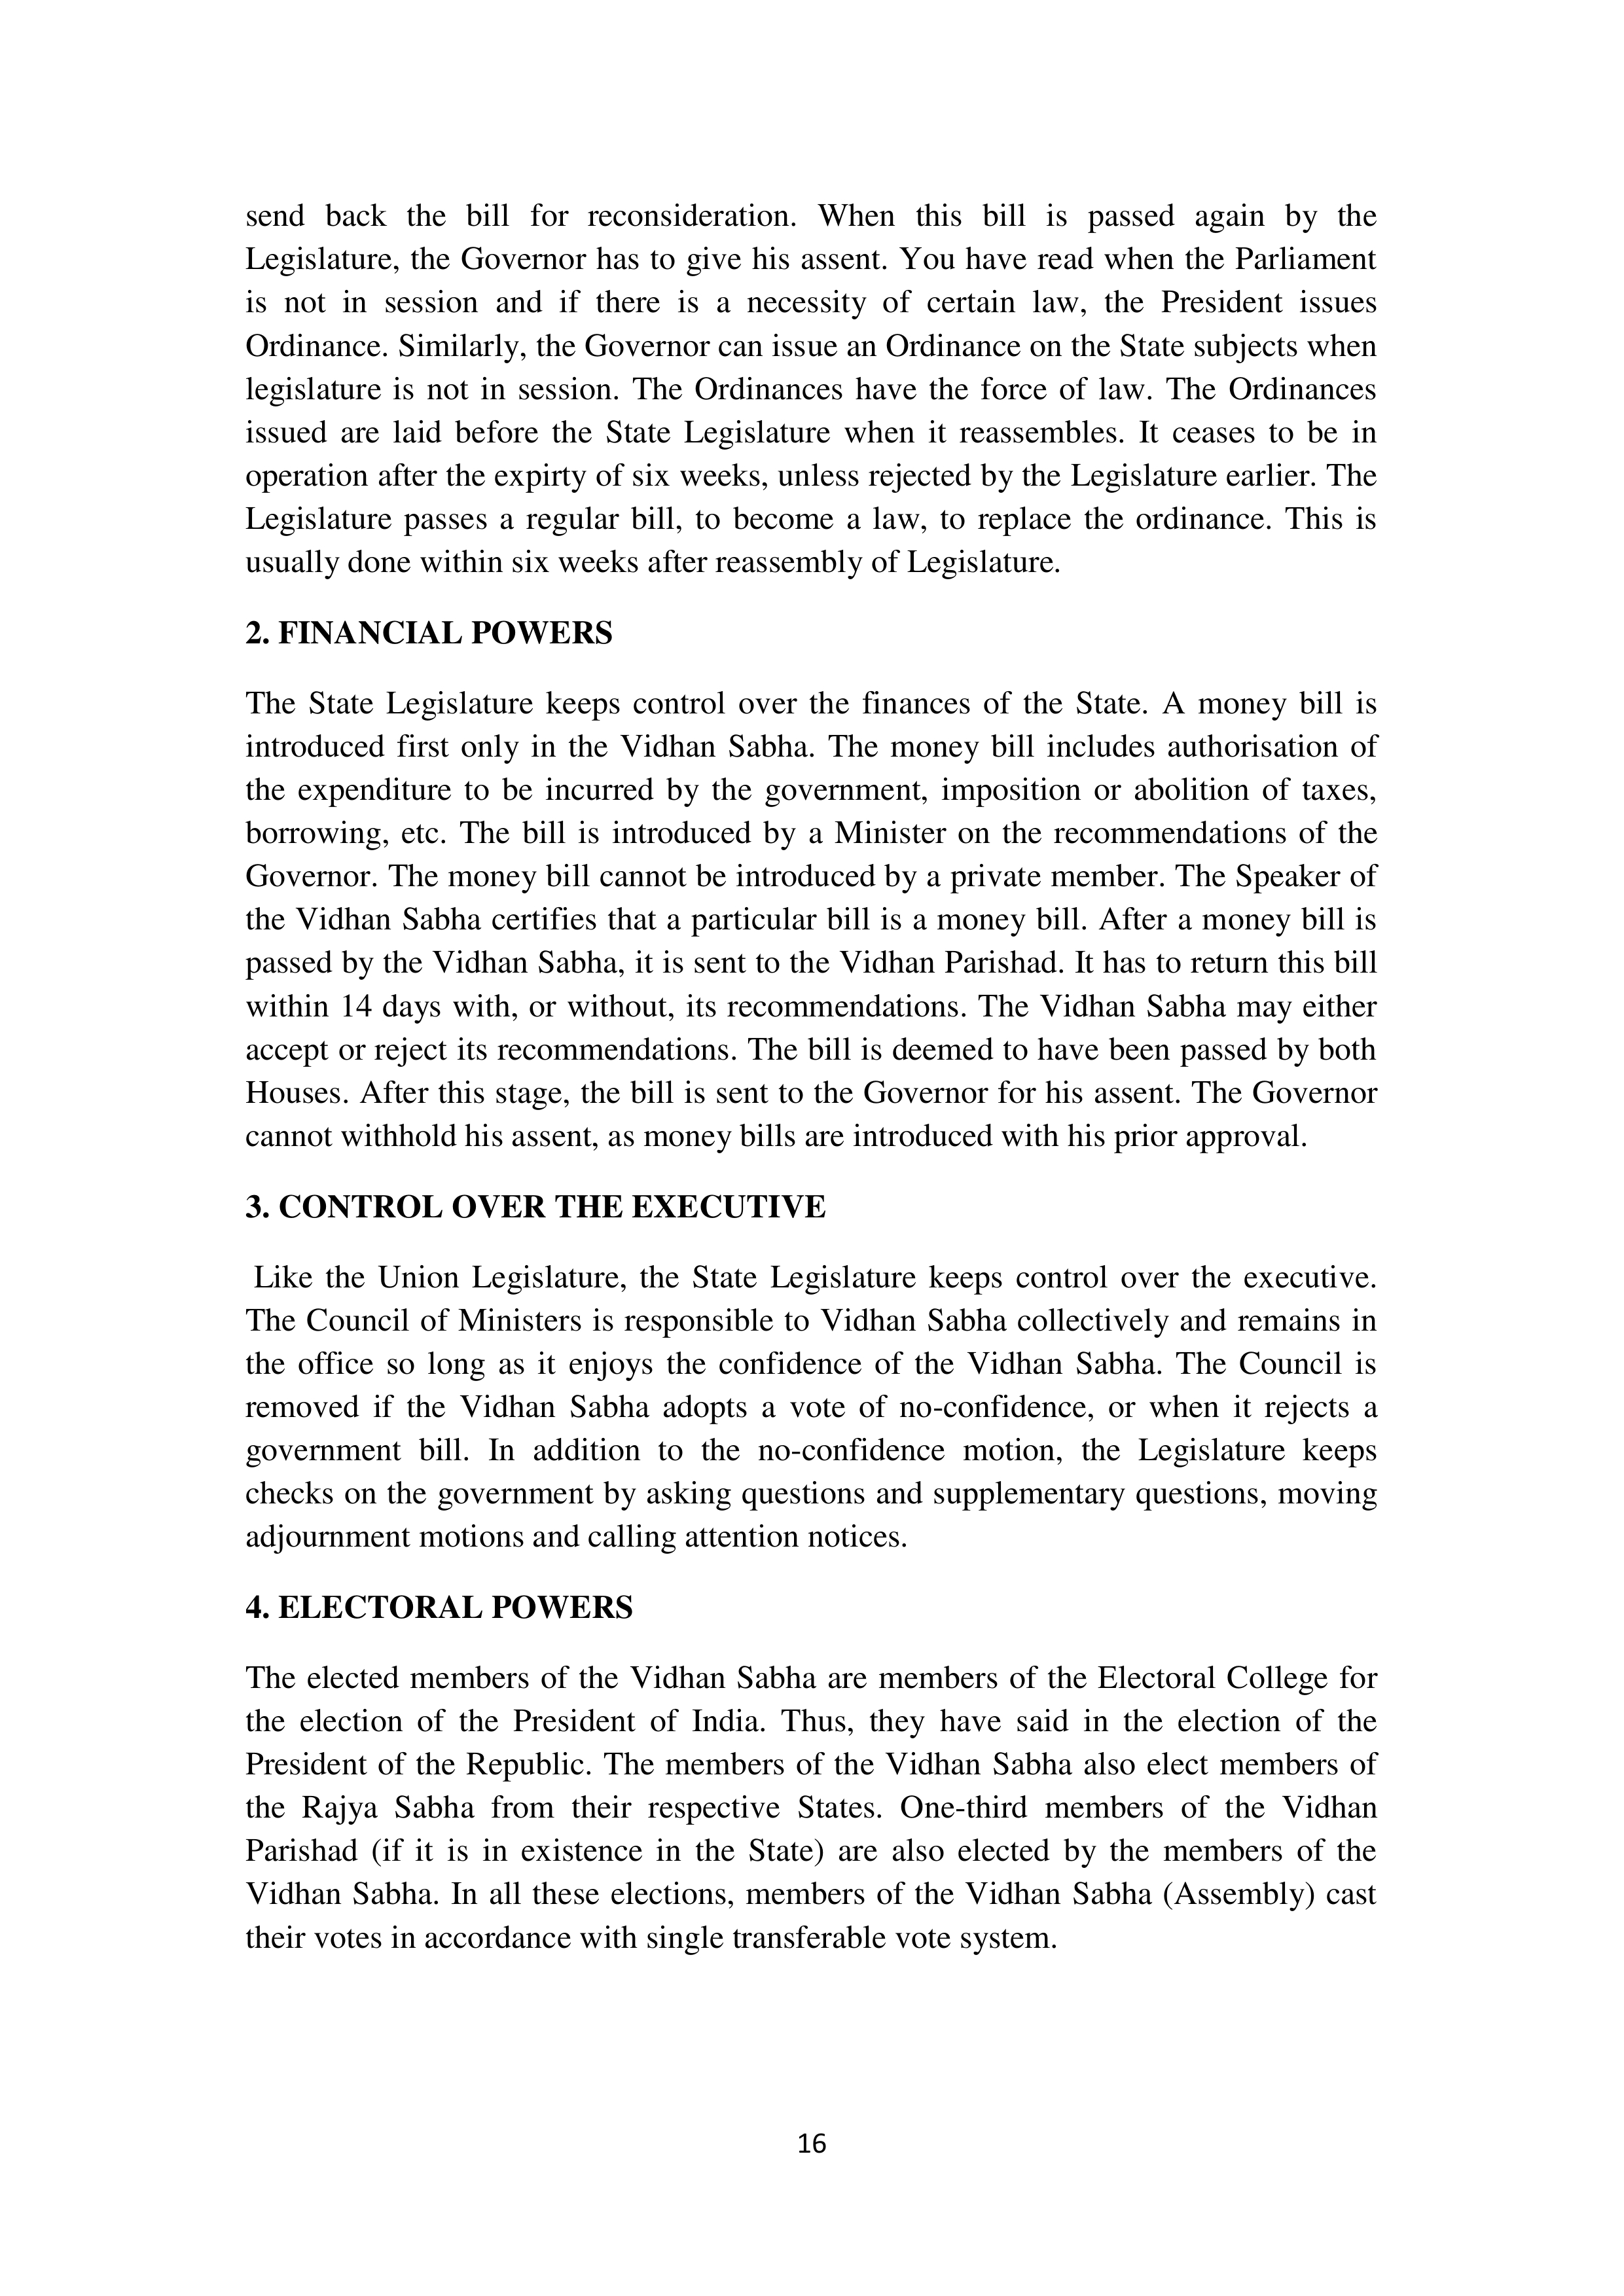 send back the bill for reconsideration. When this bill is passed again by the
Legislature, the Governor has to give his assent. You have read when the Parliament
is not in session and if there is a necessity of certain law, the President issues
Ordinance. Similarly, the Governor can issue an Ordinance on the State subjects when
legislature is not in session. The Ordinances have the force of law. The Ordinances
issued are laid before the State Legislature when it reassembles. It ceases to be in
operation after the expirty of six weeks, unless rejected by the Legislature earlier. The
Legislature passes a regular bill, to become a law, to replace the ordinance. This is
usually done within six weeks after reassembly of Legislature.
2. FINANCIAL POWERS
The State Legislature keeps control over the finances of the State. A money bill is
introduced first only in the Vidhan Sabha. The money bill includes authorisation of
the expenditure to be incurred by the government, imposition or abolition of taxes,
borrowing, etc. The bill is introduced by a Minister on the recommendations of the
Governor. The money bill cannot be introduced by a private member. The Speaker of
the Vidhan Sabha certifies that a particular bill is a money bill. After a money bill is
passed by the Vidhan Sabha, it is sent to the Vidhan Parishad. It has to return this bill
within 14 days with, or without, its recommendations. The Vidhan Sabha may either
accept or reject its recommendations. The bill is deemed to have been passed by both
Houses. After this stage, the bill is sent to the Governor for his assent. The Governor
cannot withhold his assent, as money bills are introduced with his prior approval.
3. CONTROL OVER THE EXECUTIVE
Like the Union Legislature, the State Legislature keeps control over the executive.
The Council of Ministers is responsible to Vidhan Sabha collectively and remains in
the office so long as it enjoys the confidence of the Vidhan Sabha. The Council is
removed if the Vidhan Sabha adopts a vote of no-confidence, or when it rejects a
government bill. In addition to the no-confidence motion, the Legislature keeps
checks on the government by asking questions and supplementary questions, moving
adjournment motions and calling attention notices.
4. ELECTORAL POWERS
The elected members of the Vidhan Sabha are members of the Electoral College for
the election of the President of India. Thus, they have said in the election of the
President of the Republic. The members of the Vidhan Sabha also elect members of
the Rajya Sabha from their respective States. One-third members of the Vidhan
Parishad (if it is in existence in the State) are also elected by the members of the
Vidhan Sabha. In all these elections, members of the Vidhan Sabha (Assembly) cast
their votes in accordance with single transferable vote system.
16